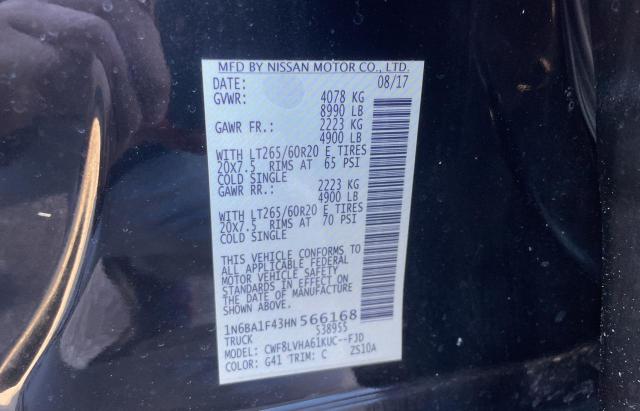 MFD BY NISSAN MOTOR CO., LTD.
DATE: 08/17
GVWR: 4078 KG
8990 LB
GAWR FR.: 2223 KG
4900 LB
WITH LT265/60R20 E TIRES
20X7.5 RIMS AT 65 PSI
COLD SINGLE
GAWR RR.: 2223 KG
4900 LB
WITH LT265/60R20 E TIRES
20X7.5 RIMS AT 70 PSI
COLD SINGLE
THIS VEHICLE CONFORMS TO
ALL APPLICABLE FEDERAL
MOTOR VEHICLE SAFETY
STANDARDS IN EFFECT ON
THE DATE OF MANUFACTURE
SHOWN ABOVE.
1N6BA1F43HN566168
TRUCK 538955
MODEL: CWF8LVHA61KUC--FJD
COLOR: G41 TRIM: C ZS10A